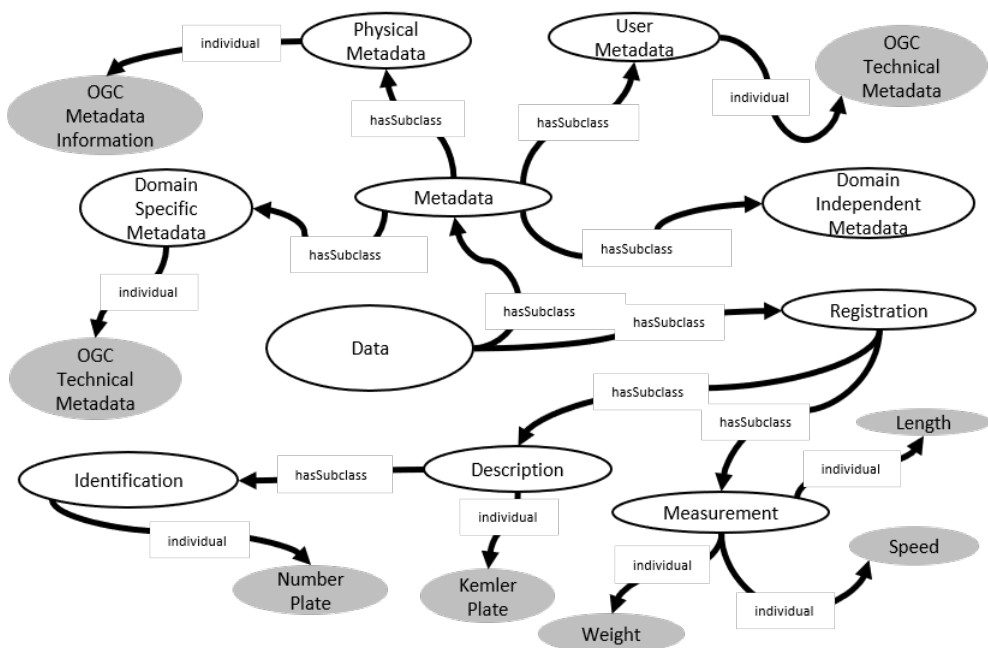 Physical
Metadata
User
Metadata
OGC
Technical
Metadata
individual
individual
OGC
Metadata
Information
hasSubclass
hasSubclass
Domain
Specific
Metadata
Metadata
Domain
Independent
Metadata
hasSubclass
hasSubclass
individual
hasSubclass
hasSubclass
Registration
Data
OGC
Technical
Metadata
hasSubclass
hasSubclass
Length
Identification
hasSubclass
Description
individual
Measurement
individual
individual
Speed
Number
Plate
Kemler
Plate
individual
individual
Weight